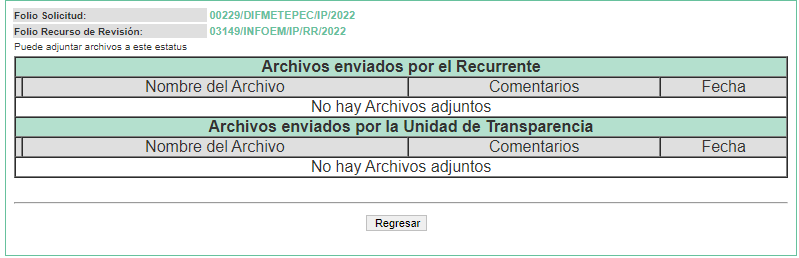 Folio Solicitud: 00229/DIFMETEPEC/IP/2022
Folio Recurso de Revisión: 03149/INFOEM/IP/RR/2022
Puede adjuntar archivos a este estatus
Archivos enviados por el Recurrente
Nombre del Archivo Comentarios Fecha
No hay Archivos adjuntos
Archivos enviados por la Unidad de Transparencia
Nombre del Archivo Comentarios Fecha
No hay Archivos adjuntos
Regresar